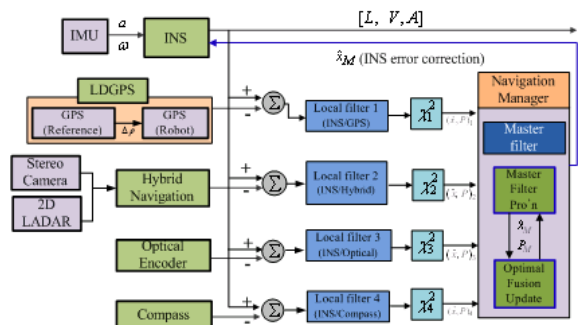 IMU
a
ω
INS
[L, V, A]
x̂M (INS error correction)
LDGPS
GPS
(Reference)
Δρ
GPS
(Robot)
+
-
Σ
Local filter 1
(INS/GPS)
χ1²
Navigation
Manager
Master
filter
Stereo
Camera
2D
LADAR
Hybrid
Navigation
+
-
Σ
Local filter 2
(INS/Hybrid)
χ2²
Master
Filter
Pro`n
x̂M
PM
Optical
Encoder
+
-
Σ
Local filter 3
(INS/Optical)
χ3²
Optimal
Fusion
Update
Compass
+
-
Σ
Local filter 4
(INS/Compass)
χ4²